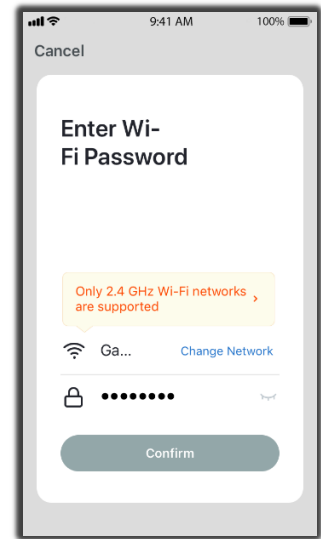 9:41 AM 100%
Cancel
Enter Wi-
Fi Password
Only 2.4 GHz Wi-Fi networks
are supported
Ga... Change Network
Confirm